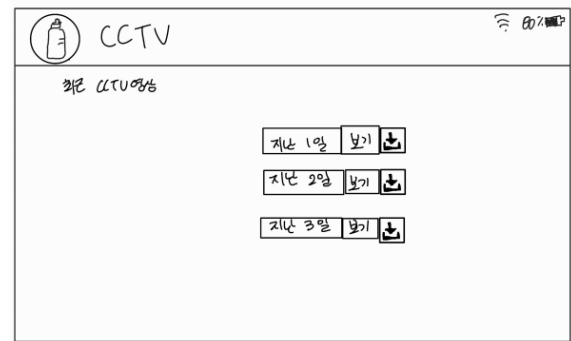 CCTV 80%
최근 CCTV영상
지난 1일 보기
지난 2일 보기
지난 3일 보기